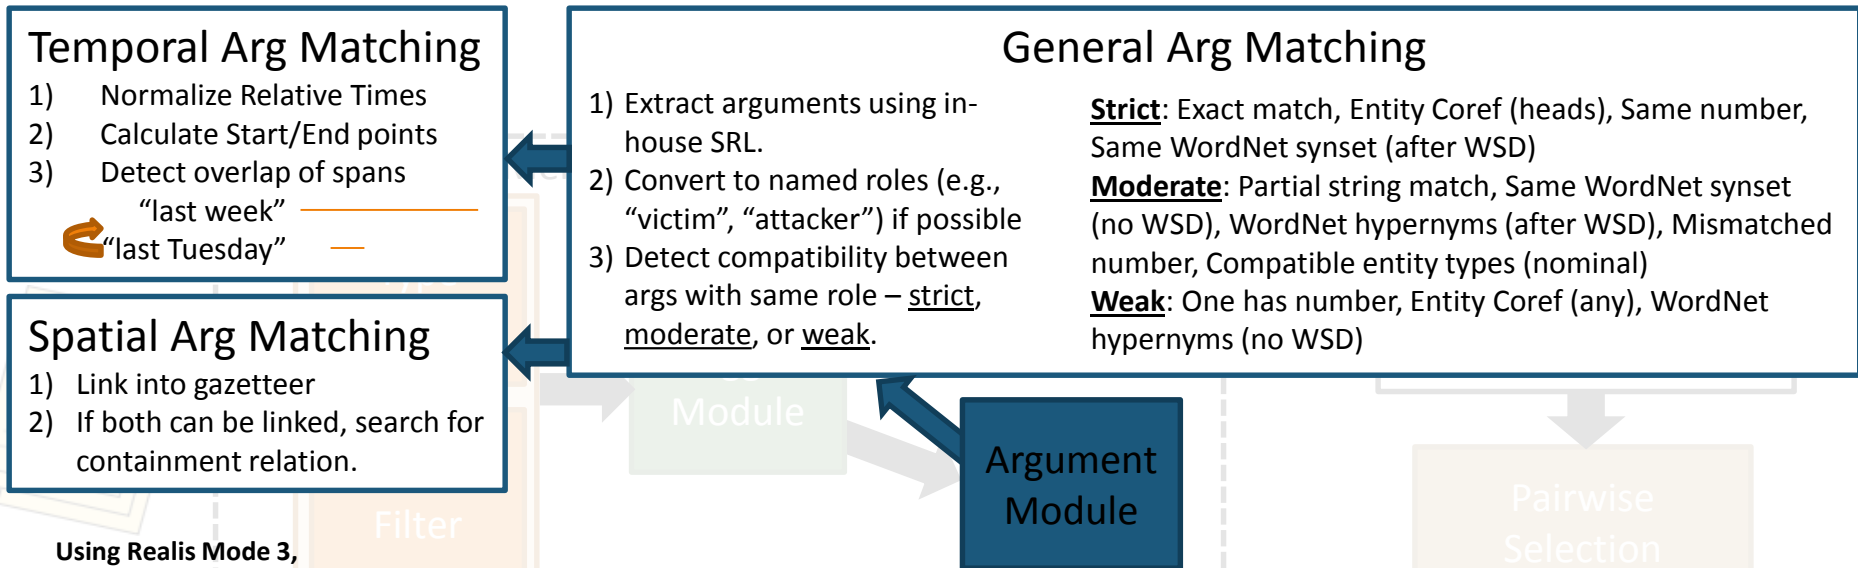 Temporal Arg Matching
1) Normalize Relative Times
2) Calculate Start/End points
3) Detect overlap of spans
“last week”
“last Tuesday”
Spatial Arg Matching
1) Link into gazetteer
2) If both can be linked, search for
containment relation.
General Arg Matching
1) Extract arguments using in-
house SRL.
2) Convert to named roles (e.g.,
“victim”, “attacker”) if possible
3) Detect compatibility between
args with same role – strict,
moderate, or weak.
Strict: Exact match, Entity Coref (heads), Same number,
Same WordNet synset (after WSD)
Moderate: Partial string match, Same WordNet synset
(no WSD), WordNet hypernyms (after WSD), Mismatched
number, Compatible entity types (nominal)
Weak: One has number, Entity Coref (any), WordNet
hypernyms (no WSD)
Module
Argument
Module
Filter
Pairwise
Selection
Using Realis Mode 3,